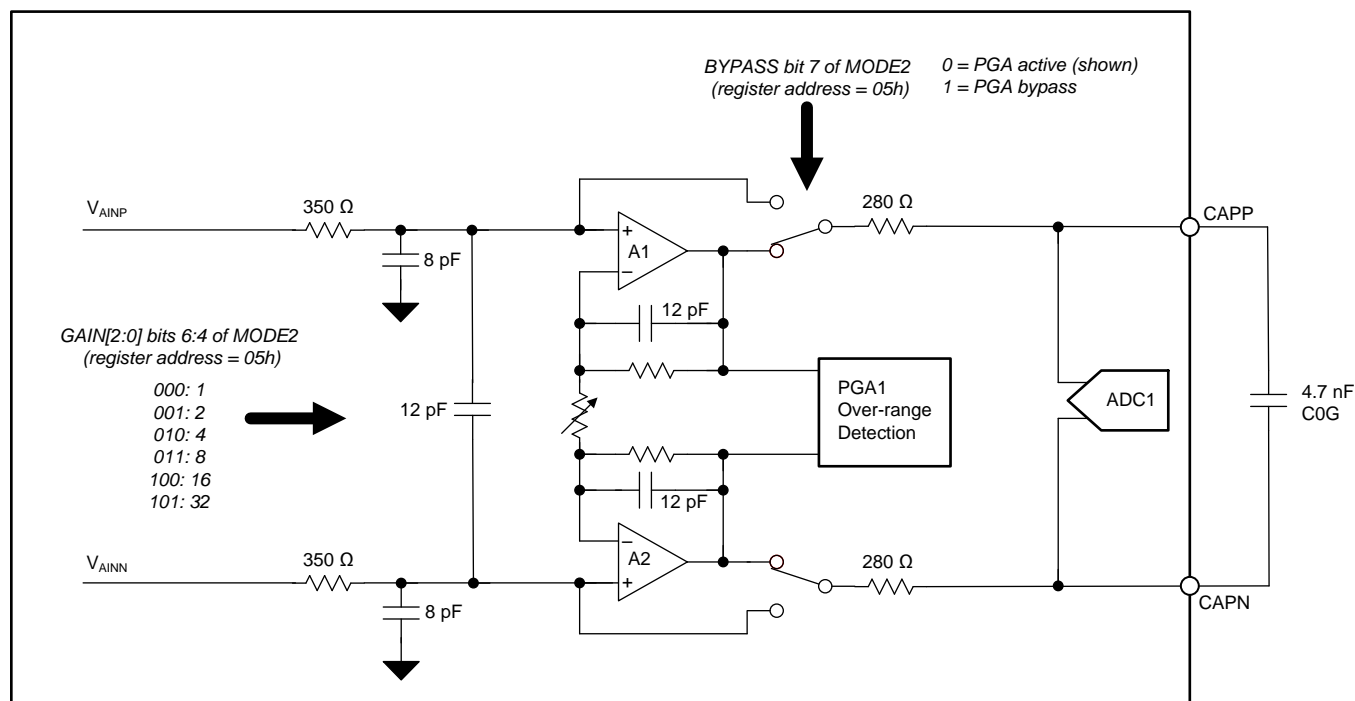 BYPASS bit 7 of MODE2
(register address = 05h)
0 = PGA active (shown)
1 = PGA bypass
VAINP
350 Ω
8 pF
+
A1
−
280 Ω
CAPP
12 pF
GAIN[2:0] bits 6:4 of MODE2
(register address = 05h)
000: 1
001: 2
010: 4
011: 8
100: 16
101: 32
12 pF
PGA1
Over-range
Detection
ADC1
4.7 nF
C0G
12 pF
VAINN
350 Ω
8 pF
−
A2
+
280 Ω
CAPN